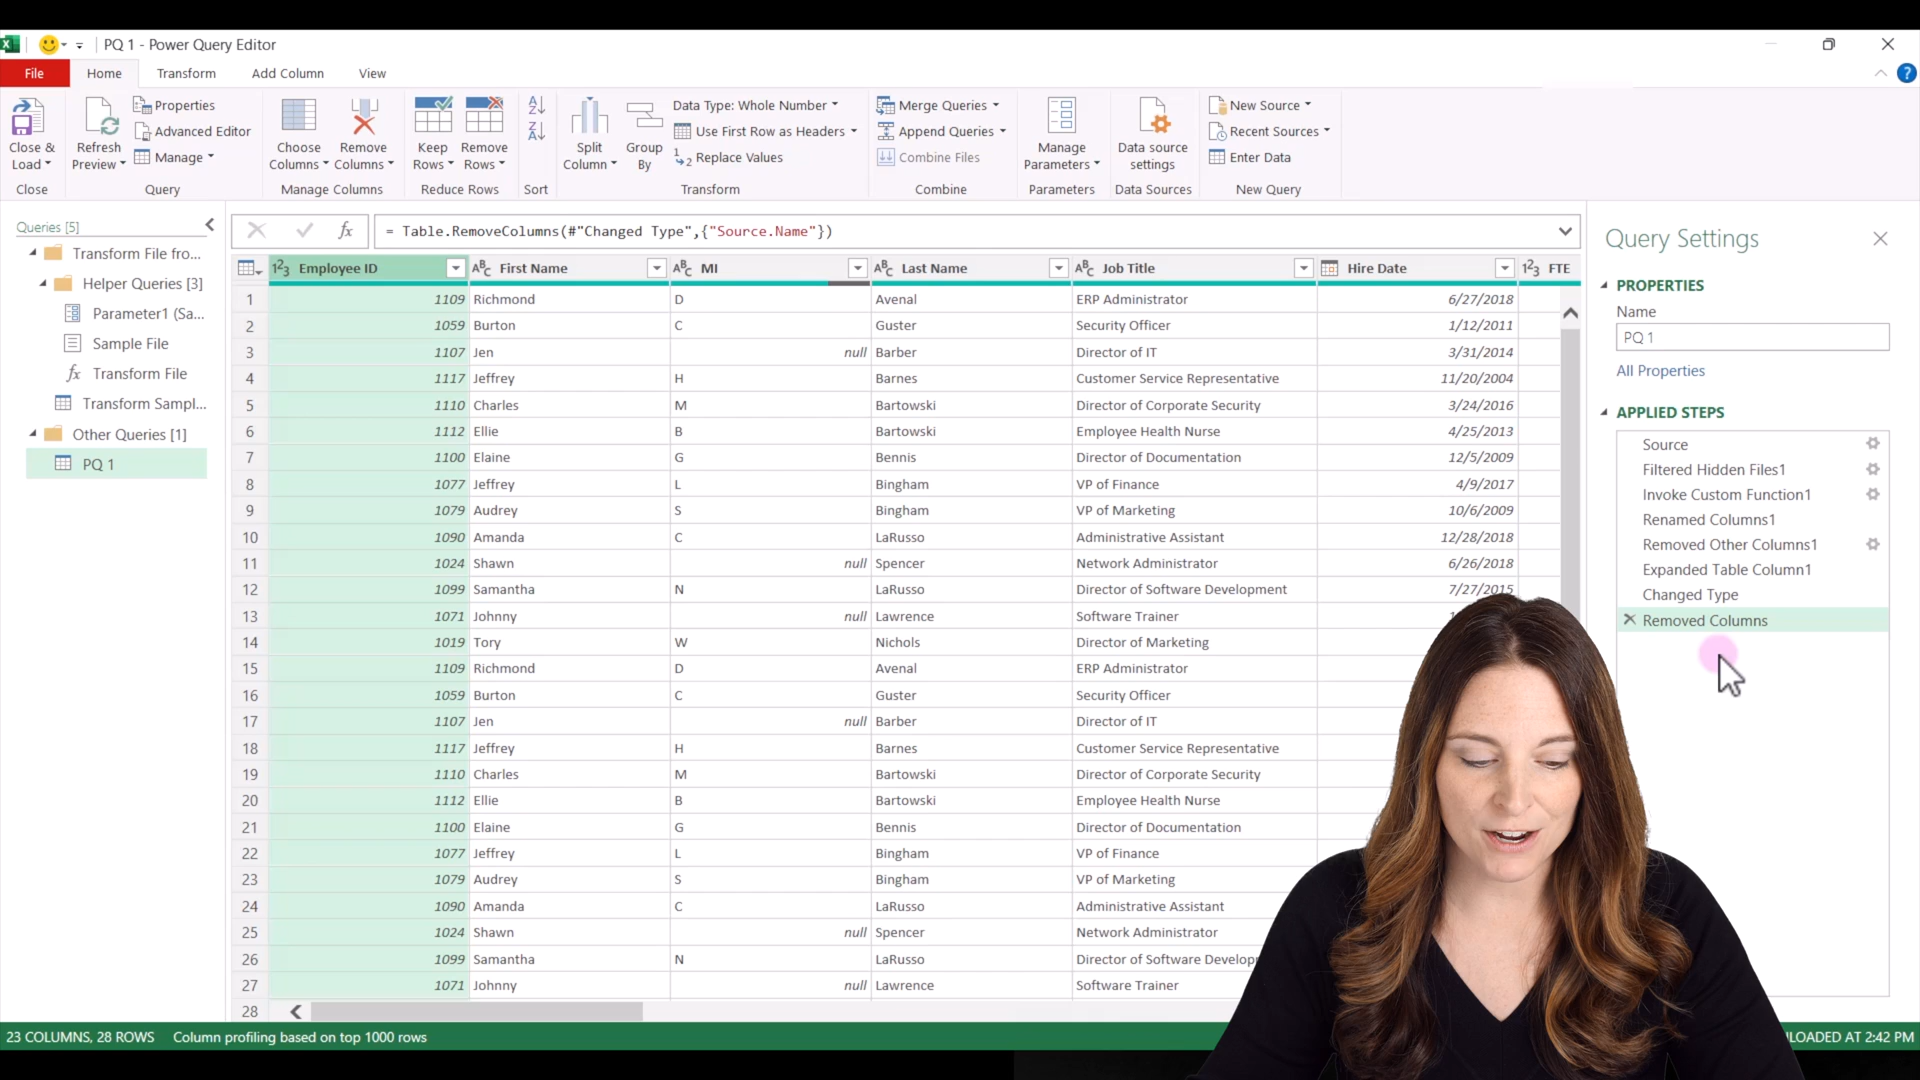 PQ 1 - Power Query Editor
File Home Transform Add Column View
Close & Load
Close
Refresh Preview
Properties
Advanced Editor
Manage
Query
Choose Columns
Remove Columns
Manage Columns
Keep Rows
Remove Rows
Reduce Rows
Sort
Split Column
Group By
Data Type: Whole Number
Use First Row as Headers
Replace Values
Transform
Merge Queries
Append Queries
Combine Files
Combine
Manage Parameters
Parameters
Data source settings
Data Sources
New Source
Recent Sources
Enter Data
New Query
Queries [5]
Transform File fro...
Helper Queries [3]
Parameter1 (Sa...
Sample File
fx Transform File
Transform Sampl...
Other Queries [1]
PQ 1
fx = Table.RemoveColumns(#"Changed Type",{"Source.Name"})
Employee ID First Name MI Last Name Job Title Hire Date FTE
1 1109 Richmond D Avenal ERP Administrator 6/27/2018
2 1059 Burton C Guster Security Officer 1/12/2011
3 1107 Jen null Barber Director of IT 3/31/2014
4 1117 Jeffrey H Barnes Customer Service Representative 11/20/2004
5 1110 Charles M Bartowski Director of Corporate Security 3/24/2016
6 1112 Ellie B Bartowski Employee Health Nurse 4/25/2013
7 1100 Elaine G Bennis Director of Documentation 12/5/2009
8 1077 Jeffrey L Bingham VP of Finance 4/9/2017
9 1079 Audrey S Bingham VP of Marketing 10/6/2009
10 1090 Amanda C LaRusso Administrative Assistant 12/28/2018
11 1024 Shawn null Spencer Network Administrator 6/26/2018
12 1099 Samantha N LaRusso Director of Software Development 7/27/2015
13 1071 Johnny null Lawrence Software Trainer
14 1019 Tory W Nichols Director of Marketing
15 1109 Richmond D Avenal ERP Administrator
16 1059 Burton C Guster Security Officer
17 1107 Jen null Barber Director of IT
18 1117 Jeffrey H Barnes Customer Service Representative
19 1110 Charles M Bartowski Director of Corporate Security
20 1112 Ellie B Bartowski Employee Health Nurse
21 1100 Elaine G Bennis Director of Documentation
22 1077 Jeffrey L Bingham VP of Finance
23 1079 Audrey S Bingham VP of Marketing
24 1090 Amanda C LaRusso Administrative Assistant
25 1024 Shawn null Spencer Network Administrator
26 1099 Samantha N LaRusso Director of Software Develop
27 1071 Johnny null Lawrence Software Trainer
28
Query Settings
PROPERTIES
Name
PQ 1
All Properties
APPLIED STEPS
Source
Filtered Hidden Files1
Invoke Custom Function1
Renamed Columns1
Removed Other Columns1
Expanded Table Column1
Changed Type
Removed Columns
23 COLUMNS, 28 ROWS Column profiling based on top 1000 rows
LOADED AT 2:42 PM